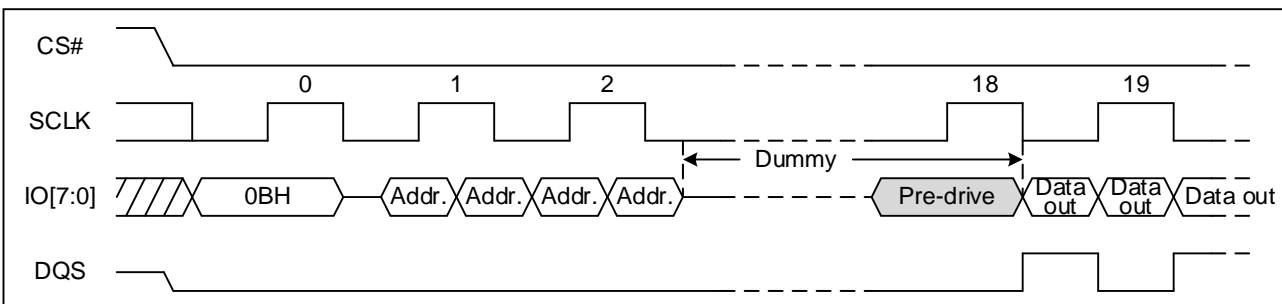 CS#
0 1 2 18 19
SCLK
Dummy
IO[7:0] 0BH Addr. Addr. Addr. Addr. Pre-drive Data out Data out Data out
DQS